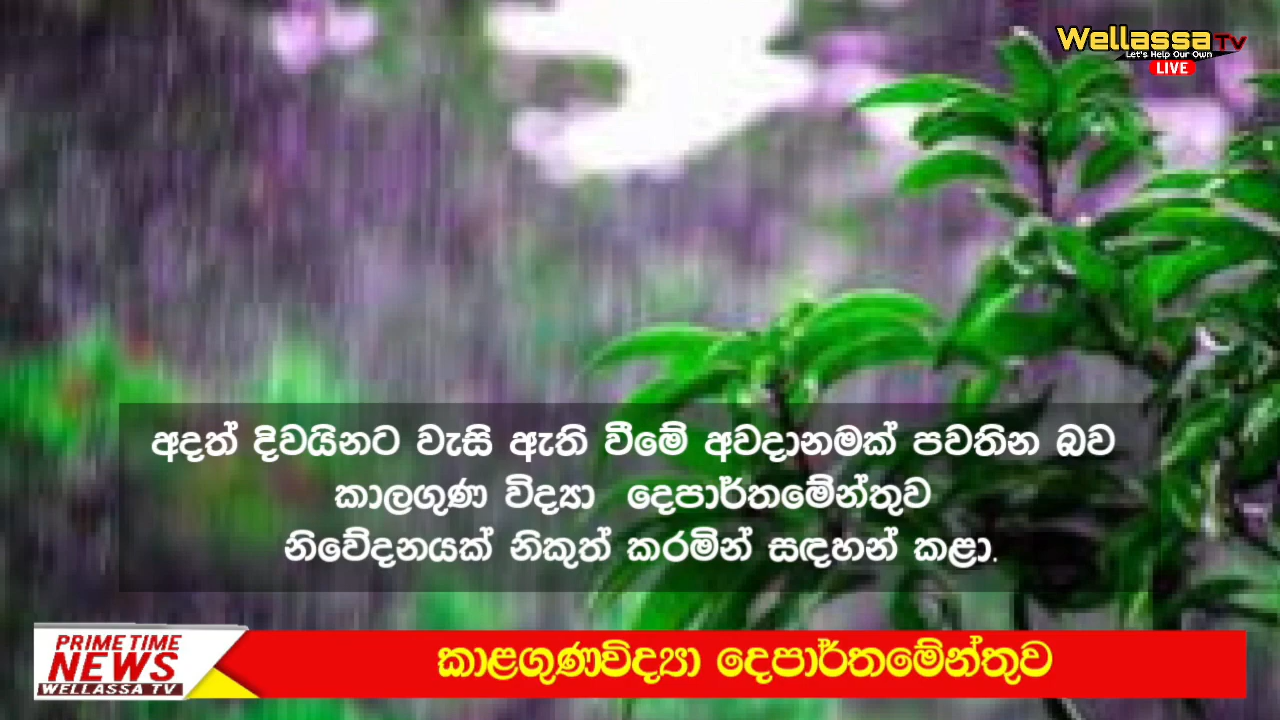 Wellassa Tv
Let's Help Our Own
LIVE
අදත් දිවයිනට වැසි ඇති වීමේ අවදානමක් පවතින බව
කාලගුණ විද්‍යා දෙපාර්තමේන්තුව
නිවේදනයක් නිකුත් කරමින් සඳහන් කළා.
PRIME TIME
NEWS
WELLASSA TV
කාළගුණවිද්‍යා දෙපාර්තමේන්තුව